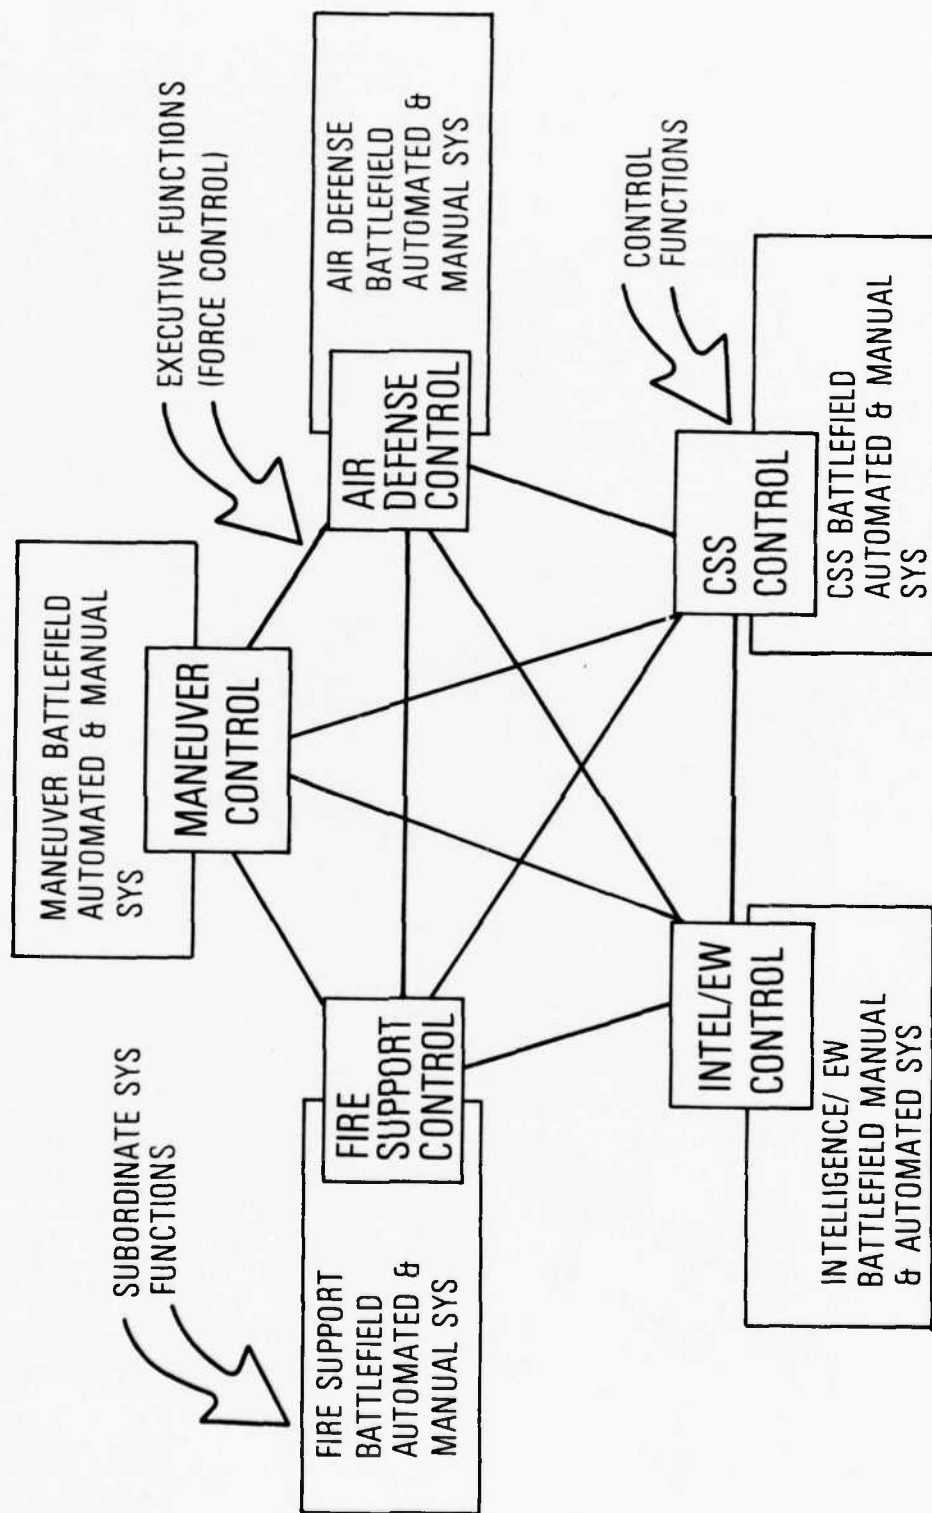 SUBORDINATE SYS
FUNCTIONS
MANEUVER BATTLEFIELD
AUTOMATED & MANUAL
SYS
MANEUVER
CONTROL
EXECUTIVE FUNCTIONS
(FORCE CONTROL)
FIRE SUPPORT
BATTLEFIELD
AUTOMATED &
MANUAL SYS
FIRE
SUPPORT
CONTROL
AIR
DEFENSE
CONTROL
AIR DEFENSE
BATTLEFIELD
AUTOMATED &
MANUAL SYS
INTEL/EW
CONTROL
INTELLIGENCE/ EW
BATTLEFIELD MANUAL
& AUTOMATED SYS
CSS
CONTROL
CSS BATTLEFIELD
AUTOMATED & MANUAL
SYS
CONTROL
FUNCTIONS